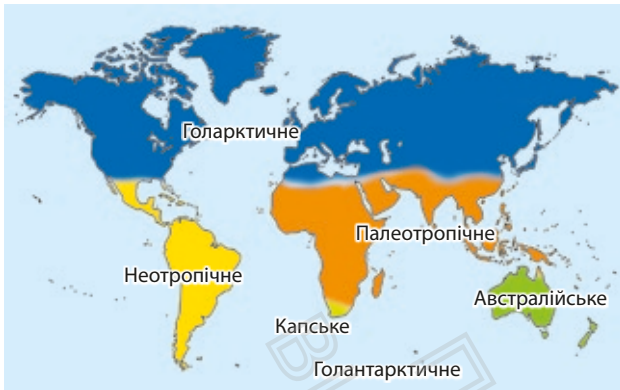 Голарктичне
Палеотропічне
Неотропічне
Австралійське
Капське
Голантарктичне